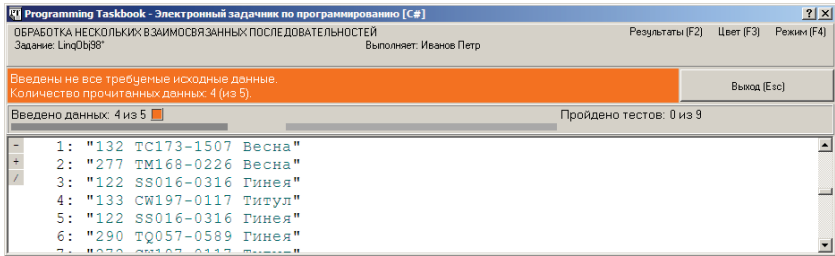 Programming Taskbook - Электронный задачник по программированию [C#]
ОБРАБОТКА НЕСКОЛЬКИХ ВЗАИМОСВЯЗАННЫХ ПОСЛЕДОВАТЕЛЬНОСТЕЙ
Результаты (F2) Цвет (F3) Режим (F4)
Задание: LinqObj98* Выполняет: Иванов Петр
Введены не все требуемые исходные данные.
Количество прочитанных данных: 4 (из 5).
Выход (Esc)
Введено данных: 4 из 5 Пройдено тестов: 0 из 9
1: "132 TC173-1507 Весна"
2: "277 TM168-0226 Весна"
3: "122 SS016-0316 Гинея"
4: "133 CW197-0117 Титул"
5: "122 SS016-0316 Гинея"
6: "290 TQ057-0589 Гинея"